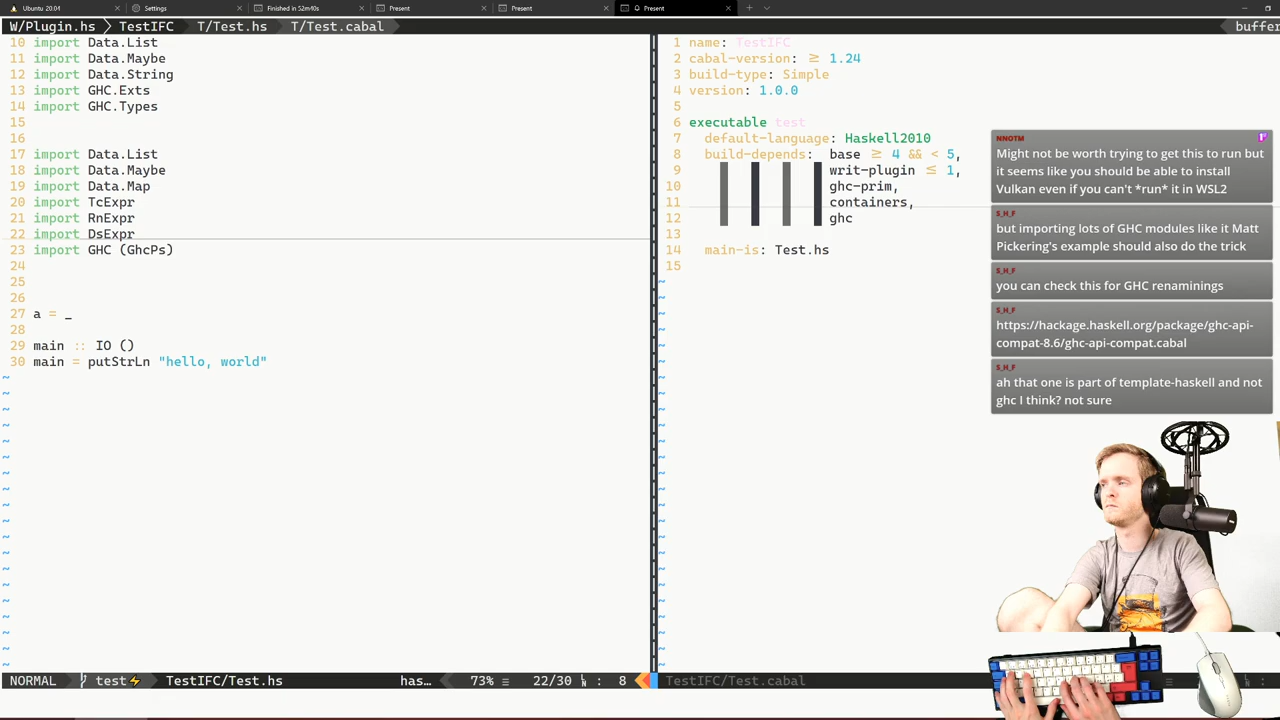 Ubuntu 20.04
Settings
Finished in 52m40s
Present
Present
Present
W/Plugin.hs
TestIFC
T/Test.hs
T/Test.cabal
buffer
10 import Data.List
11 import Data.Maybe
12 import Data.String
13 import GHC.Exts
14 import GHC.Types
15
16
17 import Data.List
18 import Data.Maybe
19 import Data.Map
20 import TcExpr
21 import RnExpr
22 import DsExpr
23 import GHC (GhcPs)
24
25
26
27 a = _
28
29 main :: IO ()
30 main = putStrLn "hello, world"
1 name: TestIFC
2 cabal-version: ≥ 1.24
3 build-type: Simple
4 version: 1.0.0
5
6 executable test
7 default-language: Haskell2010
8 build-depends: base ≥ 4 && < 5,
9 writ-plugin ≤ 1,
10 ghc-prim,
11 containers,
12 ghc
13
14 main-is: Test.hs
15
NNOTM
Might not be worth trying to get this to run but
it seems like you should be able to install
Vulkan even if you can't *run* it in WSL2
S_H_F
but importing lots of GHC modules like it Matt
Pickering's example should also do the trick
S_H_F
you can check this for GHC renaminings
S_H_F
https://hackage.haskell.org/package/ghc-api-
compat-8.6/ghc-api-compat.cabal
S_H_F
ah that one is part of template-haskell and not
ghc I think? not sure
NORMAL test⚡ TestIFC/Test.hs has… 73% ≡ 22/30 : 8
TestIFC/Test.cabal